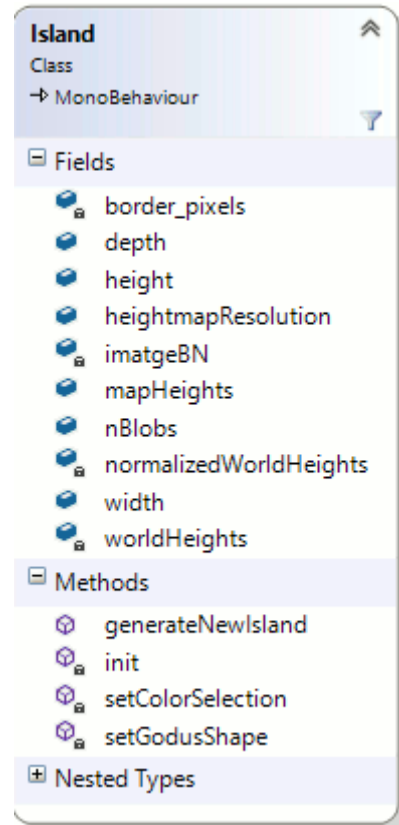 Island
Class
MonoBehaviour
Fields
border_pixels
depth
height
heightmapResolution
imatgeBN
mapHeights
nBlobs
normalizedWorldHeights
width
worldHeights
Methods
generateNewIsland
init
setColorSelection
setGodusShape
Nested Types